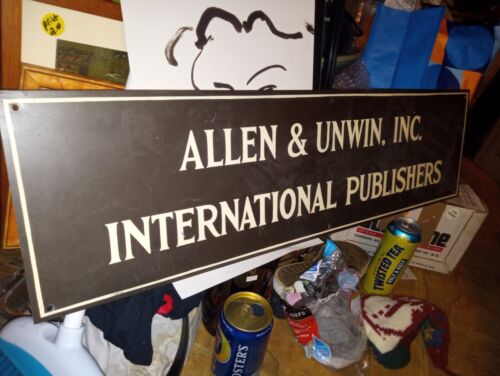 ALLEN & UNWIN, INC.
INTERNATIONAL PUBLISHERS
TWISTED TEA